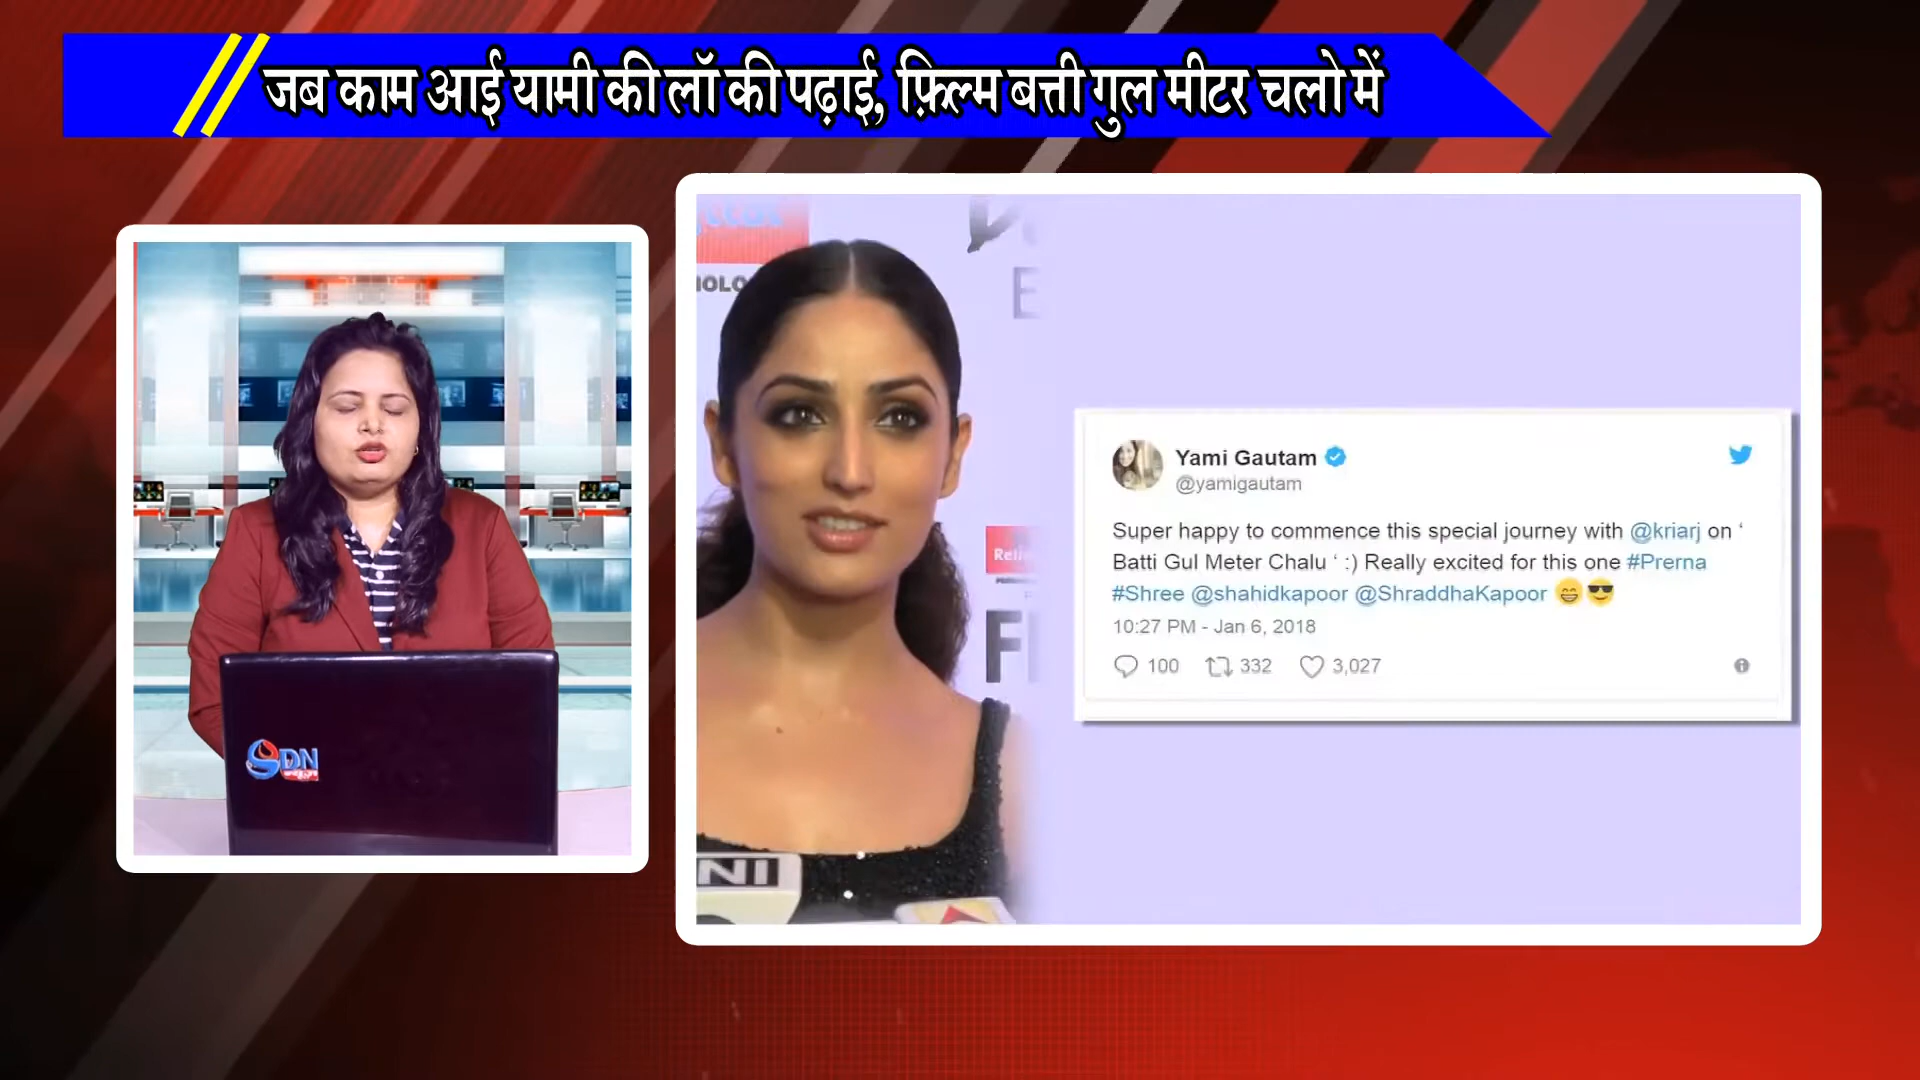 जब काम आई यामी की लॉ की पढ़ाई, फ़िल्म बत्ती गुल मीटर चलो में
E
Yami Gautam
@yamigautam
Super happy to commence this special journey with @kriarj on ‘
Batti Gul Meter Chalu ‘ :) Really excited for this one #Prerna
#Shree @shahidkapoor @ShraddhaKapoor 😄😎
10:27 PM - Jan 6, 2018
100 332 3,027
F
SDN
NI